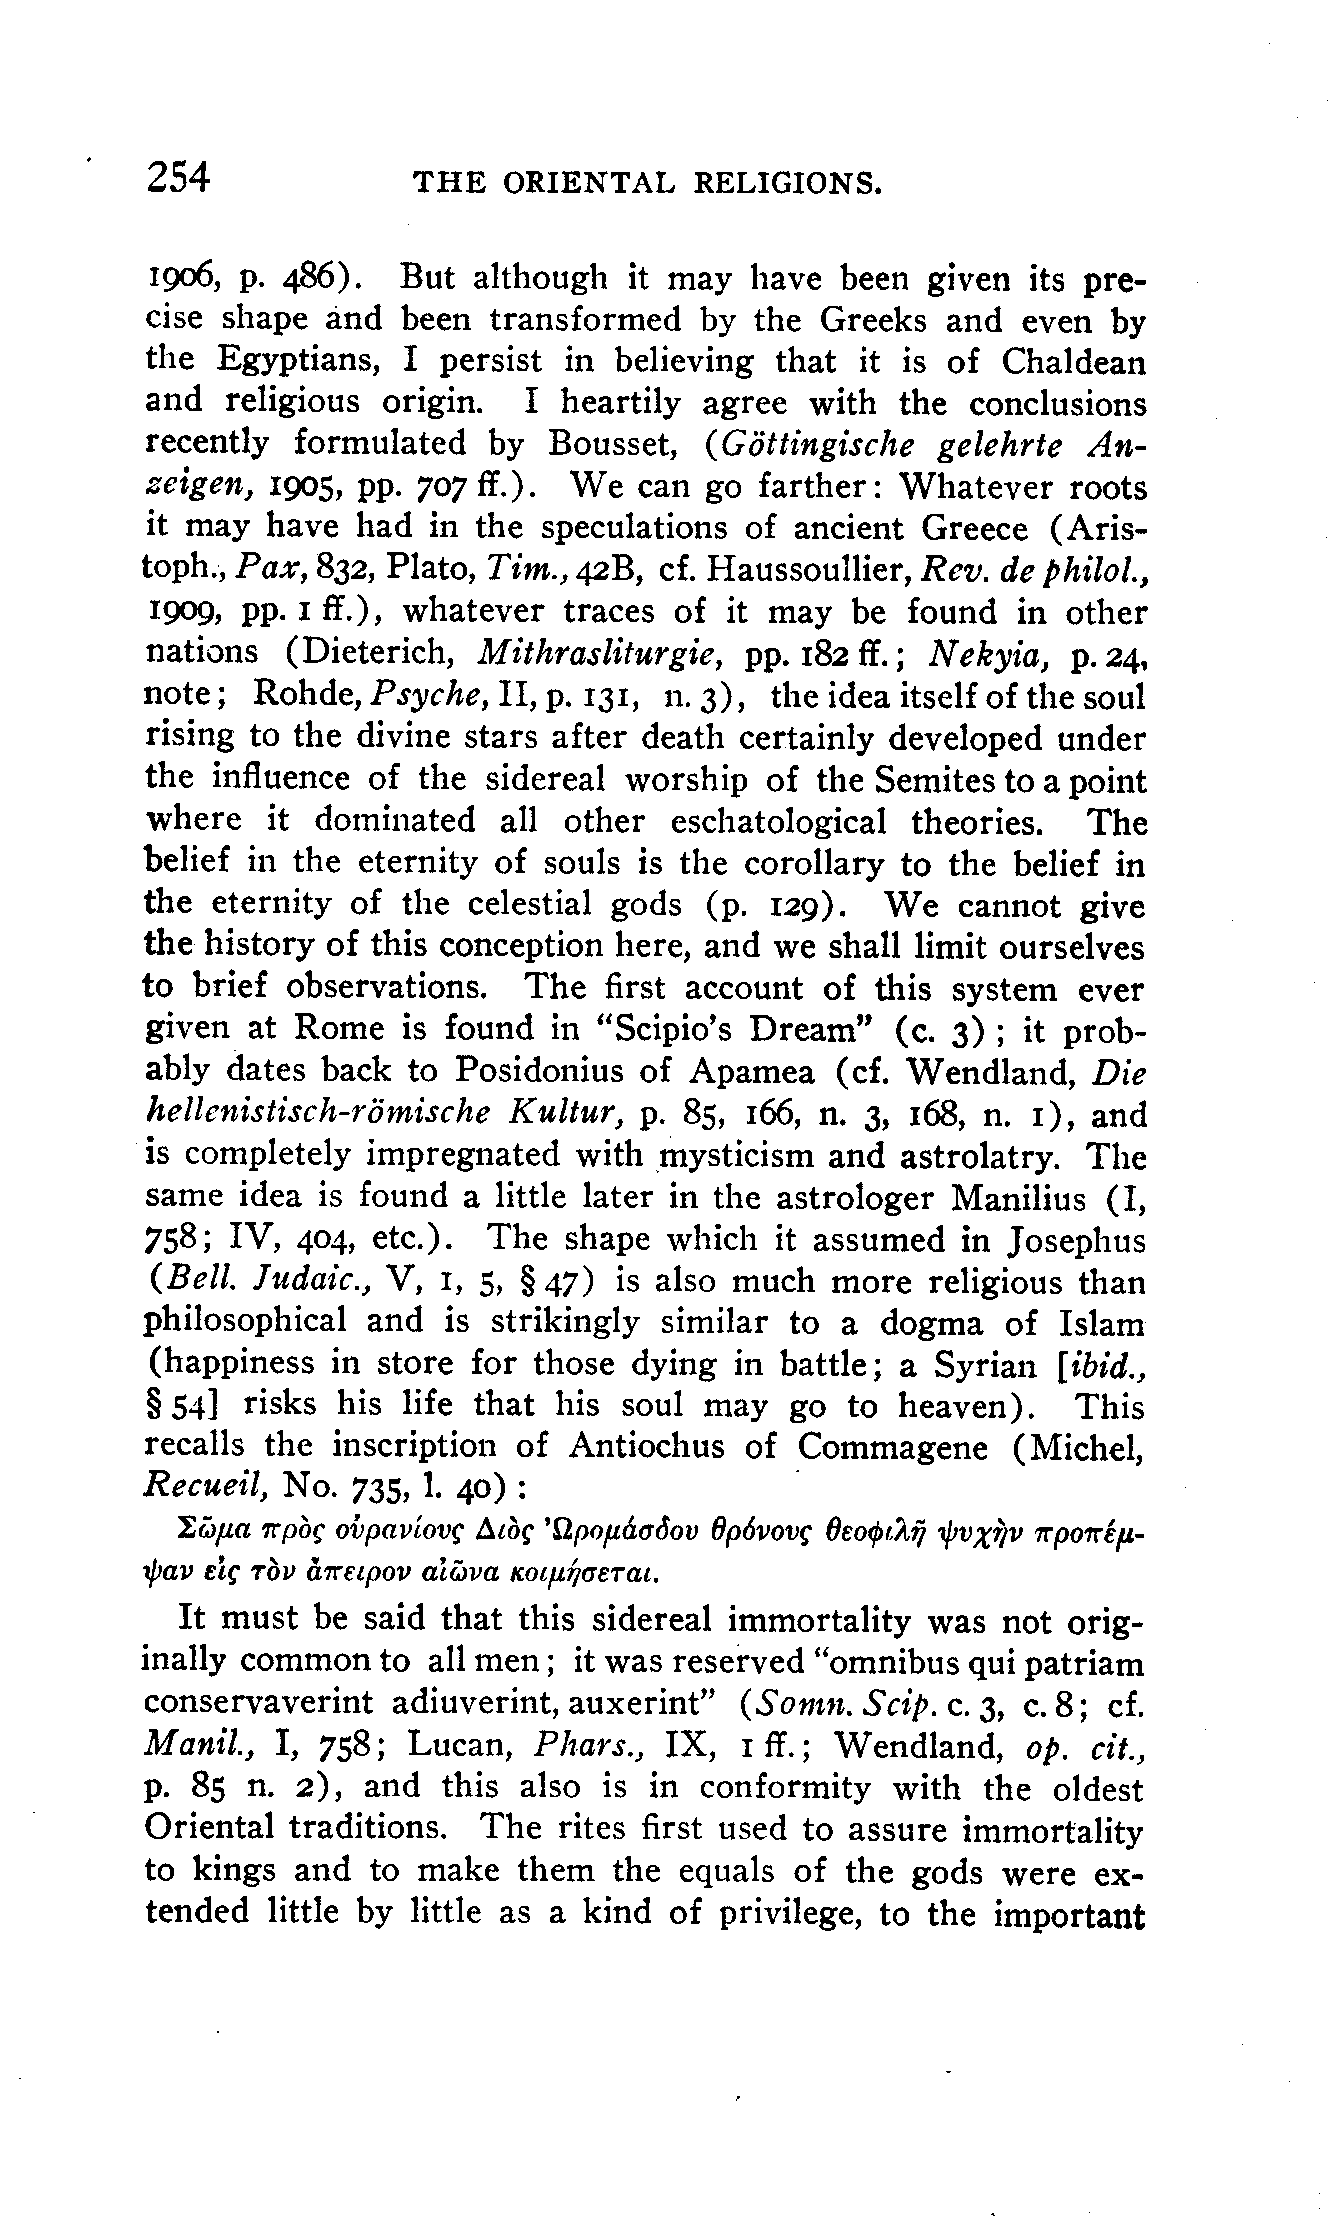 254 THE ORIENTAL RELIGIONS.
1906, p. 486). But although it may have been given its pre-
cise shape and been transformed by the Greeks and even by
the Egyptians, I persist in believing that it is of Chaldean
and religious origin. I heartily agree with the conclusions
recently formulated by Bousset, (Göttingische gelehrte An-
zeigen, 1905, pp. 707 ff.). We can go farther: Whatever roots
it may have had in the speculations of ancient Greece (Aris-
toph., Pax, 832, Plato, Tim., 42B, cf. Haussoullier, Rev. de philol.,
1909, pp. 1 ff.), whatever traces of it may be found in other
nations (Dieterich, Mithrasliturgie, pp. 182 ff.; Nekyia, p. 24,
note; Rohde, Psyche, II, p. 131, n. 3), the idea itself of the soul
rising to the divine stars after death certainly developed under
the influence of the sidereal worship of the Semites to a point
where it dominated all other eschatological theories. The
belief in the eternity of souls is the corollary to the belief in
the eternity of the celestial gods (p. 129). We cannot give
the history of this conception here, and we shall limit ourselves
to brief observations. The first account of this system ever
given at Rome is found in "Scipio's Dream" (c. 3); it prob-
ably dates back to Posidonius of Apamea (cf. Wendland, Die
hellenistisch-römische Kultur, p. 85, 166, n. 3, 168, n. 1), and
is completely impregnated with mysticism and astrolatry. The
same idea is found a little later in the astrologer Manilius (I,
758; IV, 404, etc.). The shape which it assumed in Josephus
(Bell. Judaic., V, 1, 5, § 47) is also much more religious than
philosophical and is strikingly similar to a dogma of Islam
(happiness in store for those dying in battle; a Syrian [ibid.,
§ 54] risks his life that his soul may go to heaven). This
recalls the inscription of Antiochus of Commagene (Michel,
Recueil, No. 735, l. 40):
Σῶμα πρὸς οὐρανίους Διὸς Ὠρομάσδου θρόνους θεοφιλῆ ψυχὴν προπέμ-
ψαν εἰς τὸν ἄπειρον αἰῶνα κοιμήσεται.
It must be said that this sidereal immortality was not orig-
inally common to all men; it was reserved "omnibus qui patriam
conservaverint adiuverint, auxerint" (Somn. Scip. c. 3, c. 8; cf.
Manil., I, 758; Lucan, Phars., IX, 1 ff.; Wendland, op. cit.,
p. 85 n. 2), and this also is in conformity with the oldest
Oriental traditions. The rites first used to assure immortality
to kings and to make them the equals of the gods were ex-
tended little by little as a kind of privilege, to the important